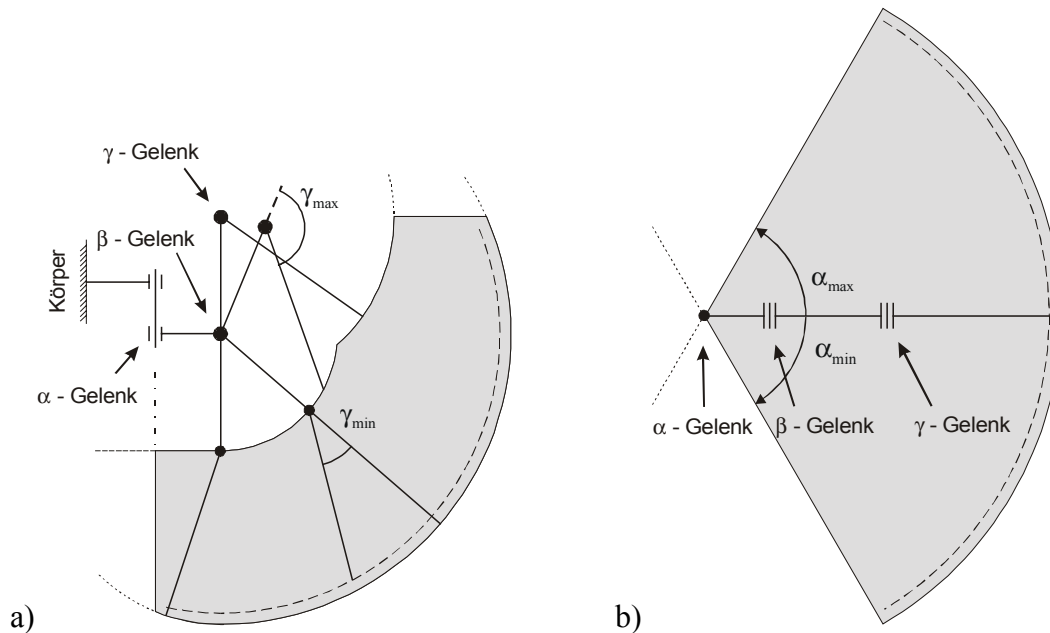 γ - Gelenk
γmax
β - Gelenk
Körper
α - Gelenk
γmin
a)
αmax
αmin
α - Gelenk
β - Gelenk
γ - Gelenk
b)